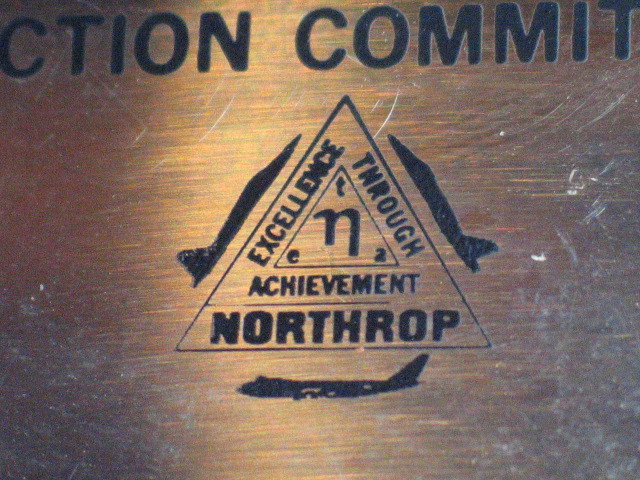 CTION COMMIT
EXCELLENCE THROUGH
t
η
e a
ACHIEVEMENT
NORTHROP